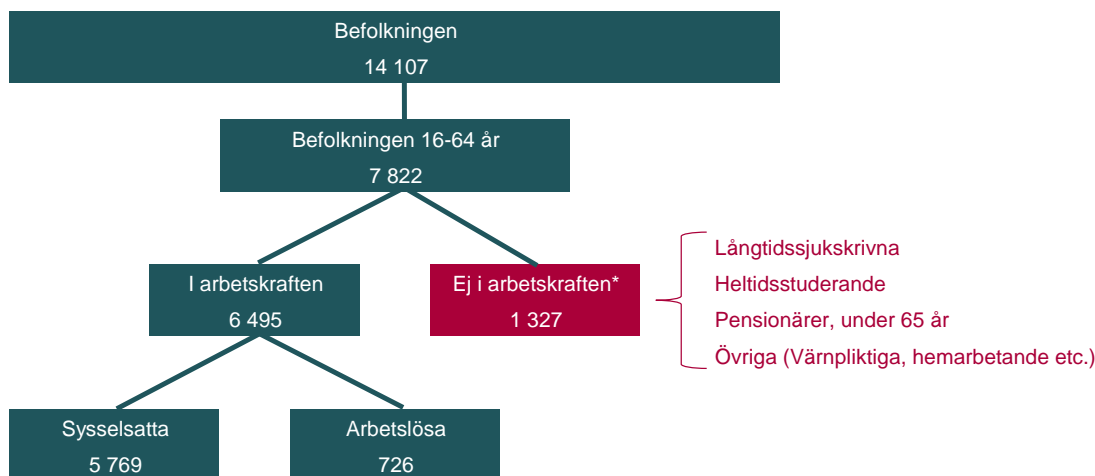 Befolkningen
14 107
Befolkningen 16-64 år
7 822
I arbetskraften
6 495
Ej i arbetskraften*
1 327
Långtidssjukskrivna
Heltidsstuderande
Pensionärer, under 65 år
Övriga (Värnpliktiga, hemarbetande etc.)
Sysselsatta
5 769
Arbetslösa
726